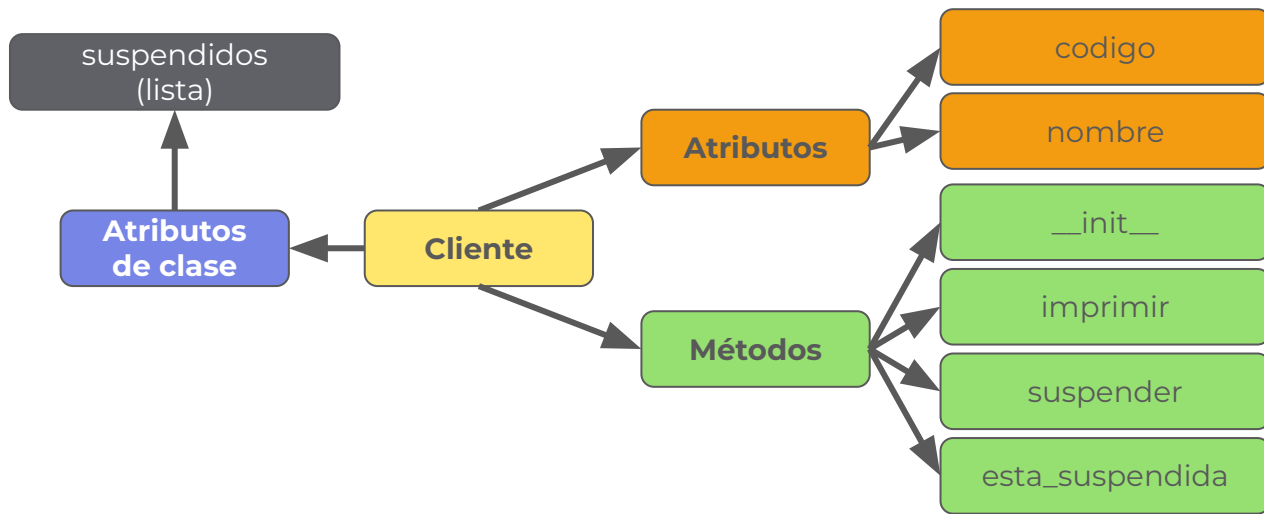 suspendidos
(lista)
Atributos
de clase
Cliente
Atributos
codigo
nombre
Métodos
__init__
imprimir
suspender
esta_suspendida